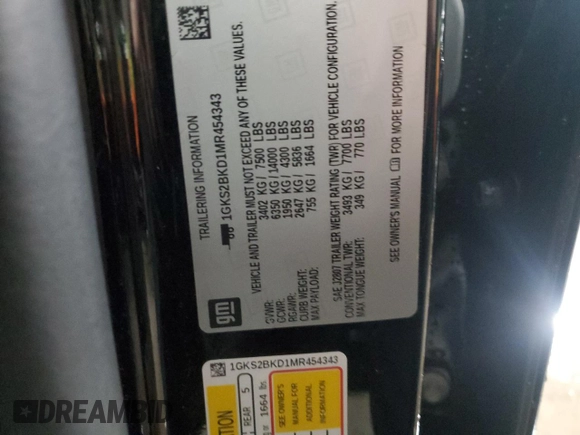 TRAILERING INFORMATION
1GKS2BKD1MR454343
VEHICLE AND TRAILER MUST NOT EXCEED ANY OF THESE VALUES.
GVWR: 3402 KG / 7500 LBS
GCWR: 6350 KG / 14000 LBS
RGAWR: 1950 KG / 4300 LBS
CURB WEIGHT: 2647 KG / 5836 LBS
MAX PAYLOAD: 755 KG / 1664 LBS
SAE J2807 TRAILER WEIGHT RATING (TWR) FOR VEHICLE CONFIGURATION.
CONVENTIONAL TWR: 3493 KG / 7700 LBS
MAX TONGUE WEIGHT: 349 KG / 770 LBS
SEE OWNER'S MANUAL FOR MORE INFORMATION
gm
1GKS2BKD1MR454343
REAR 5
1664 lbs.
SEE OWNER'S
MANUAL FOR
ADDITIONAL
DREAMBID